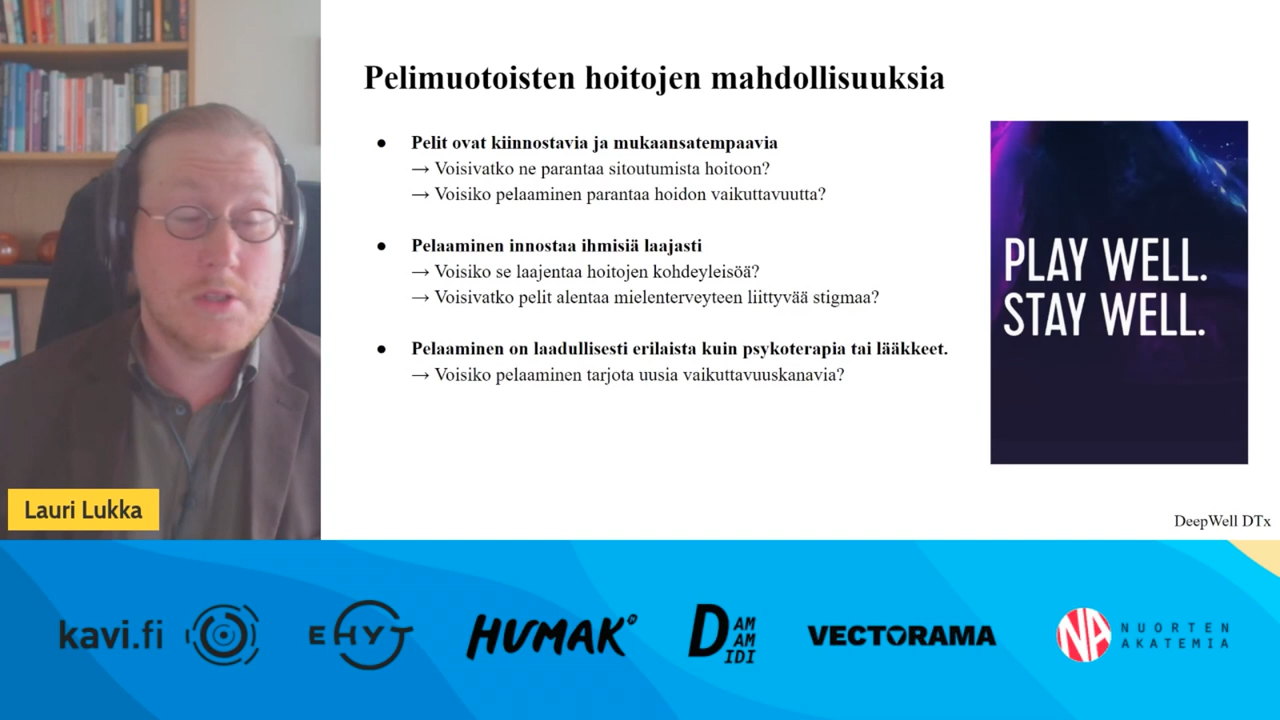 Pelimuotoisten hoitojen mahdollisuuksia
● Pelit ovat kiinnostavia ja mukaansatempaavia
→ Voisivatko ne parantaa sitoutumista hoitoon?
→ Voisiko pelaaminen parantaa hoidon vaikuttavuutta?
● Pelaaminen innostaa ihmisiä laajasti
→ Voisiko se laajentaa hoitojen kohdeyleisöä?
→ Voisivatko pelit alentaa mielenterveyteen liittyvää stigmaa?
● Pelaaminen on laadullisesti erilaista kuin psykoterapia tai lääkkeet.
→ Voisiko pelaaminen tarjota uusia vaikuttavuuskanavia?
PLAY WELL.
STAY WELL.
DeepWell DTx
Lauri Lukka
kavi.fi
EHYT
HUMAK
DAMAMIDI
VECTORAMA
NA
NUORTEN
AKATEMIA